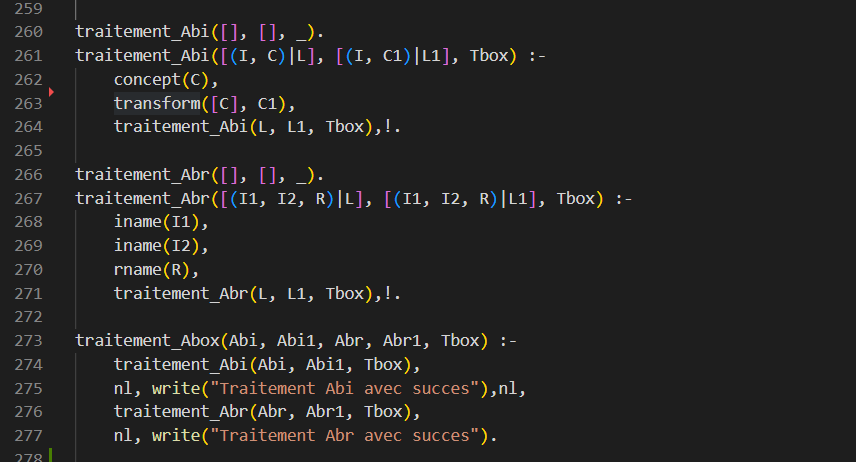 259
260 traitement_Abi([], [], _).
261 traitement_Abi([(I, C)|L], [(I, C1)|L1], Tbox) :-
262     concept(C),
263     transform([C], C1),
264     traitement_Abi(L, L1, Tbox),!.
265
266 traitement_Abr([], [], _).
267 traitement_Abr([(I1, I2, R)|L], [(I1, I2, R)|L1], Tbox) :-
268     iname(I1),
269     iname(I2),
270     rname(R),
271     traitement_Abr(L, L1, Tbox),!.
272
273 traitement_Abox(Abi, Abi1, Abr, Abr1, Tbox) :-
274     traitement_Abi(Abi, Abi1, Tbox),
275     nl, write("Traitement Abi avec succes"),nl,
276     traitement_Abr(Abr, Abr1, Tbox),
277     nl, write("Traitement Abr avec succes").
278